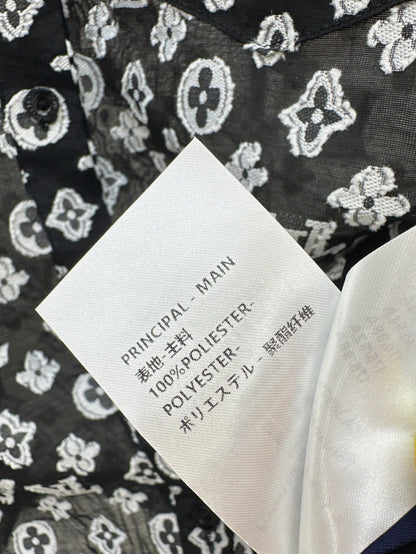 PRINCIPAL - MAIN
表地-主料
100%POLIESTER-
POLYESTER-
ポリエステル - 聚酯纤维